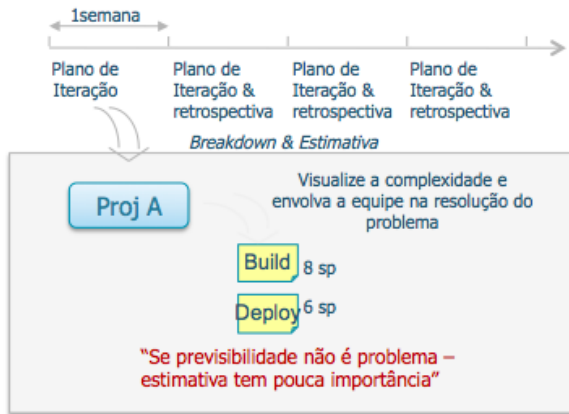 1semana
Plano de
Iteração
Plano de
Iteração &
retrospectiva
Plano de
Iteração &
retrospectiva
Plano de
Iteração &
retrospectiva
Breakdown & Estimativa
Proj A
Visualize a complexidade e
envolva a equipe na resolução do
problema
Build
8 sp
Deploy
6 sp
“Se previsibilidade não é problema –
estimativa tem pouca importância”